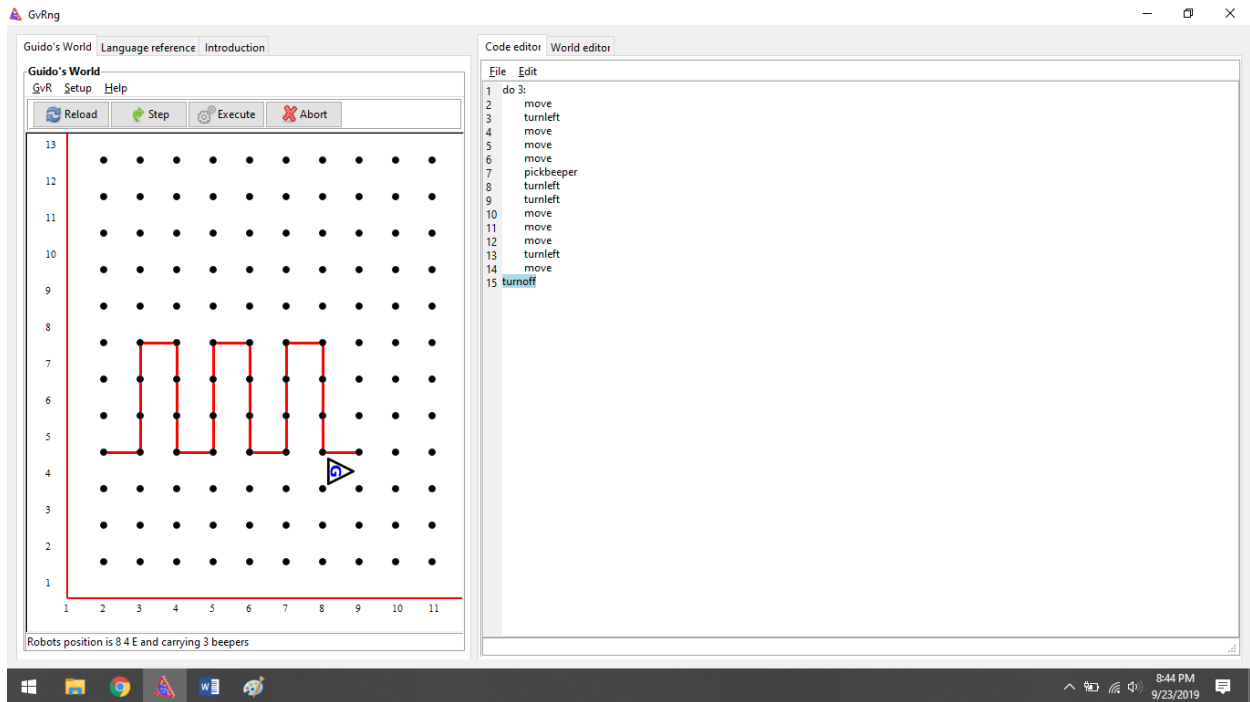 GvRng
Guido's World Language reference Introduction
Guido's World
GvR Setup Help
Reload Step Execute Abort
13
12
11
10
9
8
7
6
5
4
3
2
1
G
1 2 3 4 5 6 7 8 9 10 11
Robots position is 8 4 E and carrying 3 beepers
Code editor World editor
File Edit
1 do 3:
2 move
3 turnleft
4 move
5 move
6 move
7 pickbeeper
8 turnleft
9 turnleft
10 move
11 move
12 move
13 turnleft
14 move
15 turnoff
8:44 PM
9/23/2019